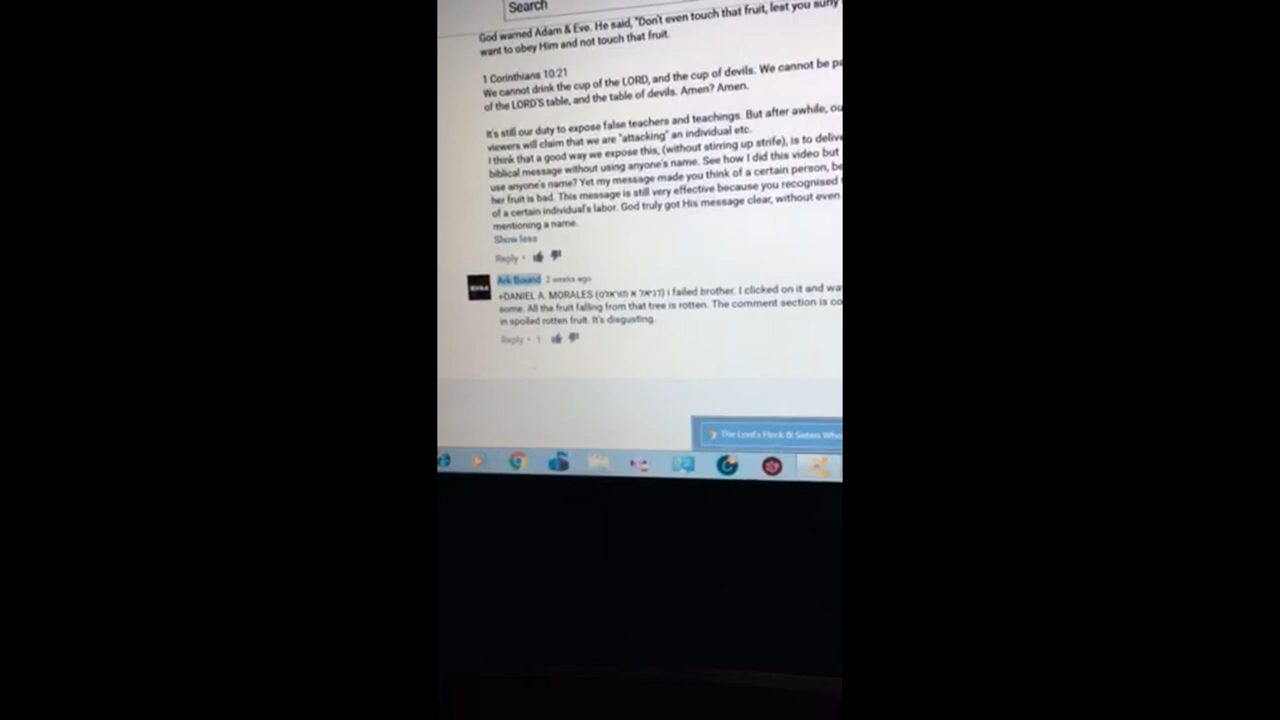 Search
God warned Adam & Eve. He said, "Don't even touch that fruit, lest you
want to obey Him and not touch that fruit.
1 Corinthians 10:21
We cannot drink the cup of the LORD, and the cup of devils. We cannot be
of the LORD'S table, and the table of devils. Amen? Amen.
It's still our duty to expose false teachers and teachings. But after awhile,
viewers will claim that we are "attacking" an individual etc.
I think that a good way we expose this, (without stirring up strife), is to
biblical message without using anyone's name. See how I did this video but
use anyone's name? Yet my message made you think of a certain person,
her fruit is bad. This message is still very effective because you recognised
of a certain individual's labor. God truly got His message clear, without even
mentioning a name.
Show less
Reply •
Ark Bound 2 weeks ago
+DANIEL A. MORALES (דניאל א מוראלס) i failed brother. I clicked on it and
some. All the fruit falling from that tree is rotten. The comment section is
in spoiled rotten fruit. It's disgusting.
Reply • 1
The Lord's Flock & Sisters